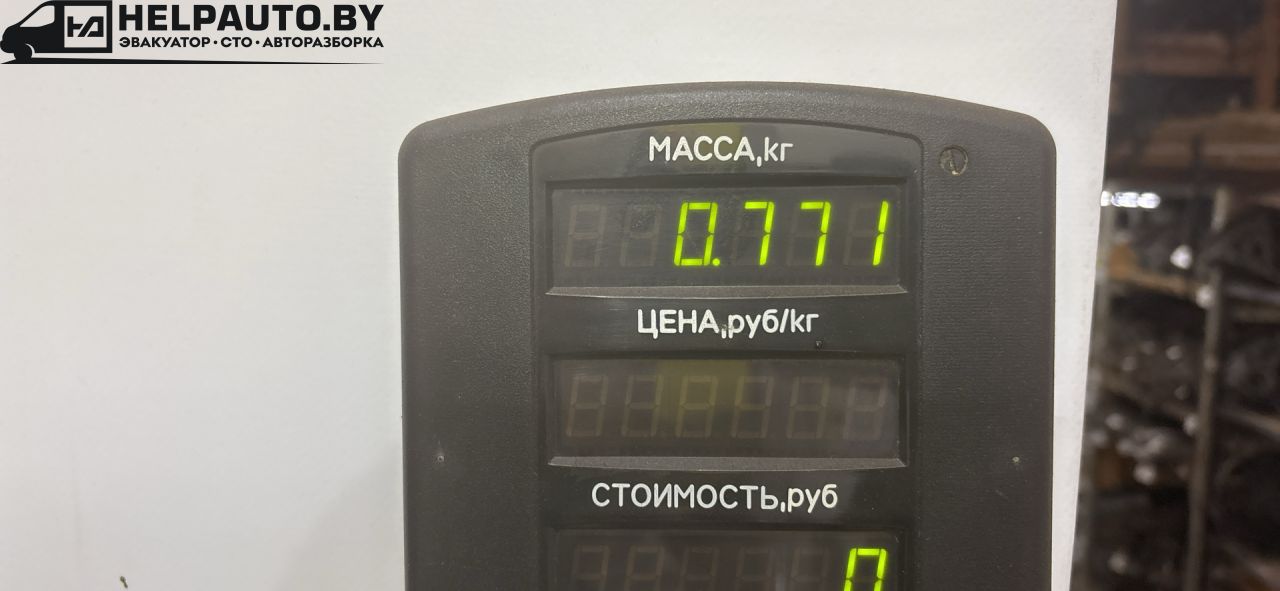 HELPAUTO.BY
ЭВАКУАТОР · СТО · АВТОРАЗБОРКА
МАССА,кг
0.771
ЦЕНА,руб/кг
СТОИМОСТЬ,руб
0